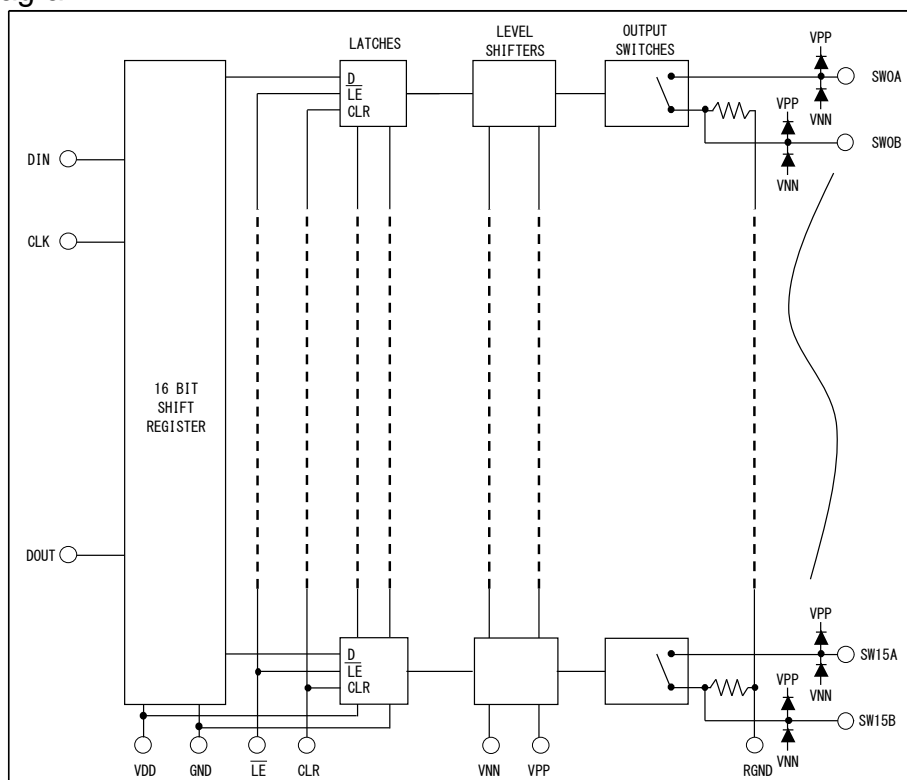 LATCHES
LEVEL
SHIFTERS
OUTPUT
SWITCHES
VPP
SW0A
D
LE
CLR
VNN
VPP
SW0B
VNN
DIN
CLK
16 BIT
SHIFT
REGISTER
DOUT
VPP
SW15A
D
LE
CLR
VNN
VPP
SW15B
VNN
VDD
GND
LE
CLR
VNN
VPP
RGND